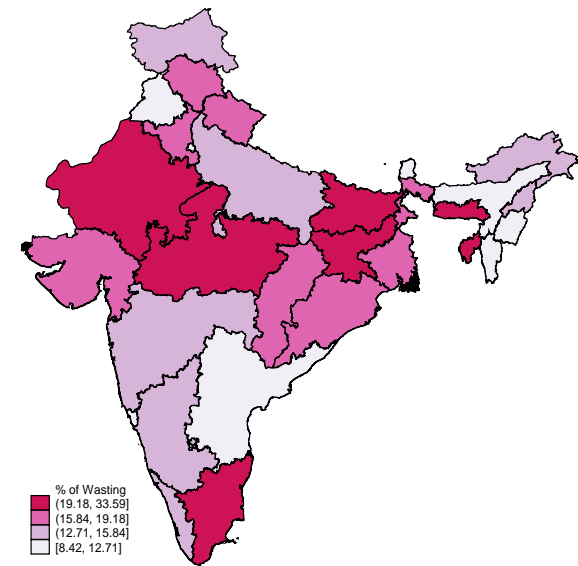 % of Wasting
(19.18, 33.59]
(15.84, 19.18]
(12.71, 15.84]
[8.42, 12.71]